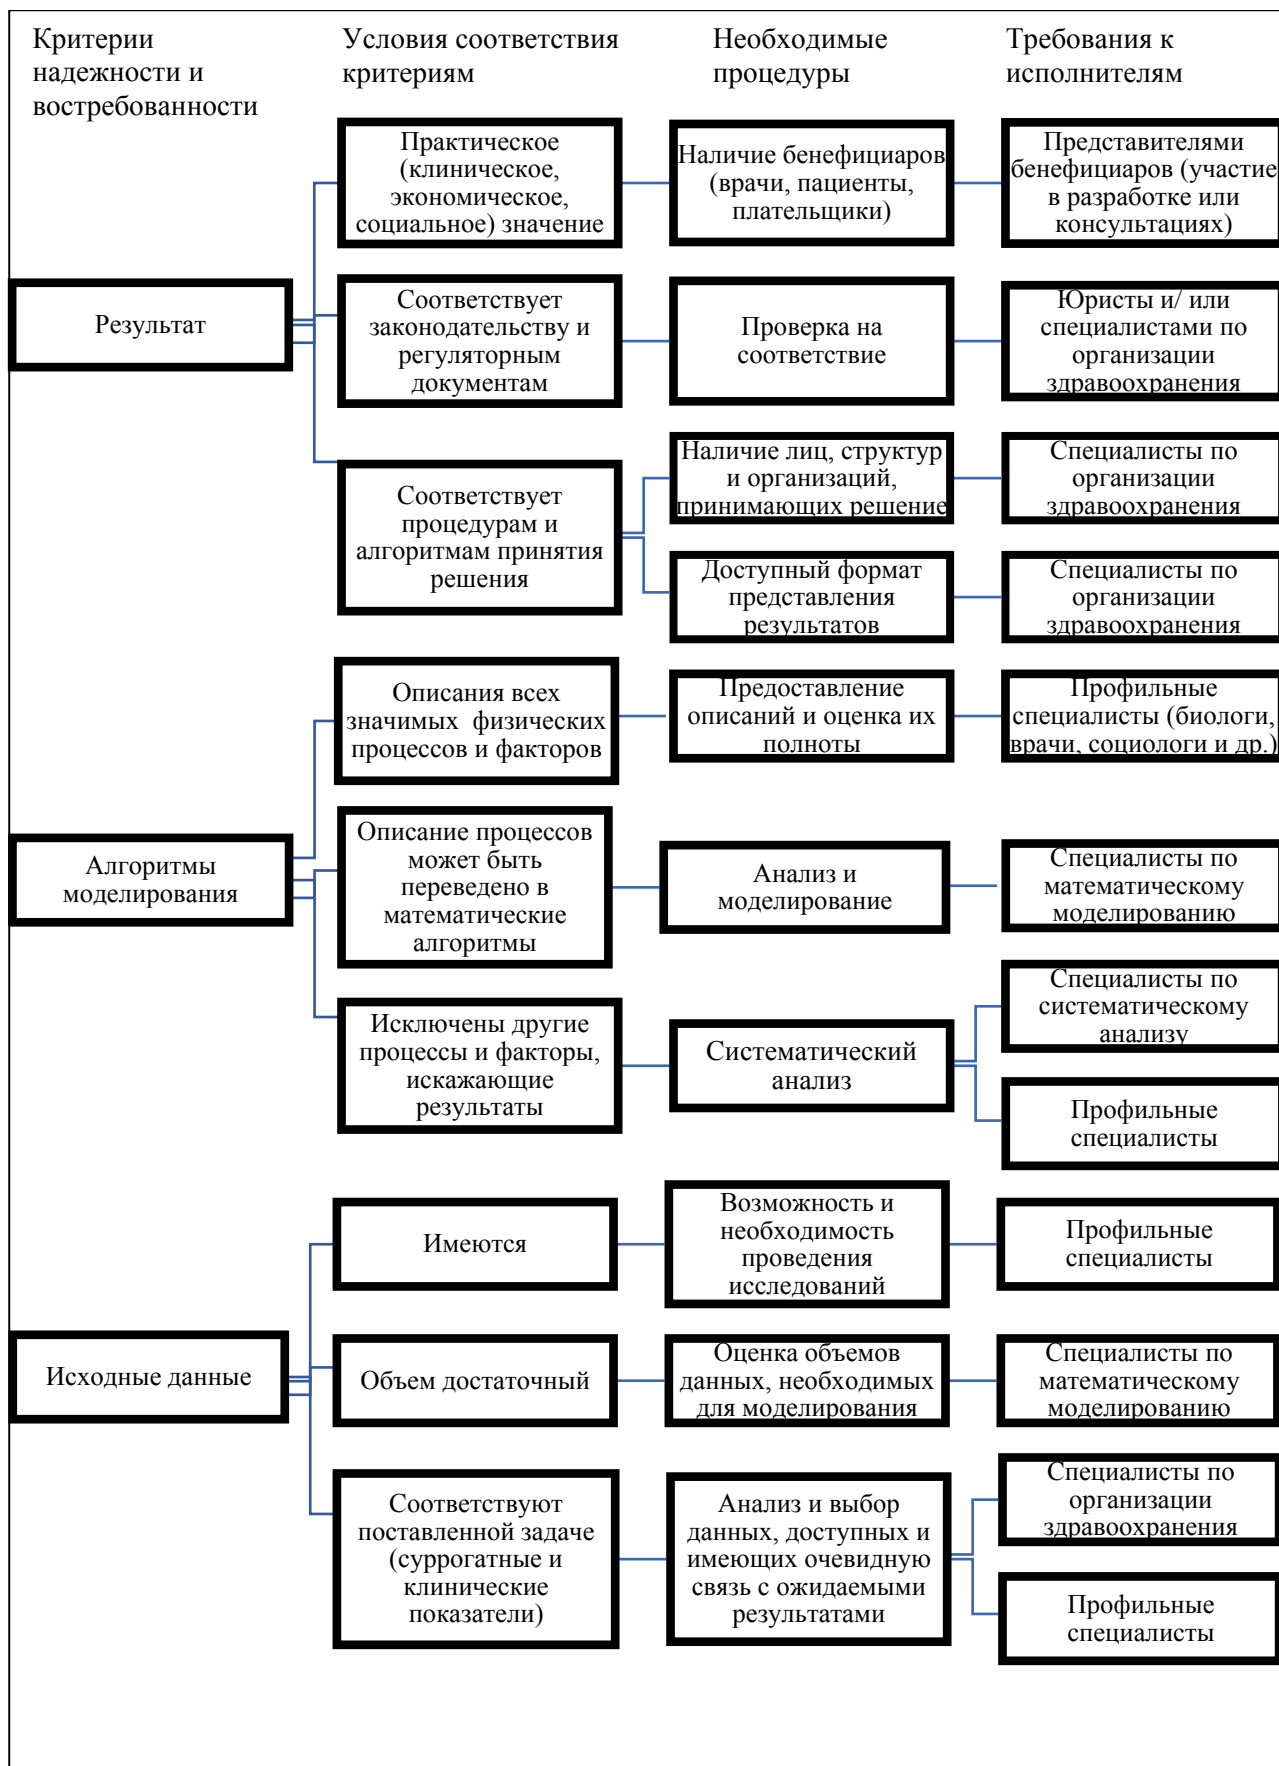 Критерии
надежности и
востребованности
Условия соответствия
критериям
Необходимые
процедуры
Требования к
исполнителям
Результат
Практическое
(клиническое,
экономическое,
социальное) значение
Наличие бенефициаров
(врачи, пациенты,
плательщики)
Представителями
бенефициаров (участие
в разработке или
консультациях)
Соответствует
законодательству и
регуляторным
документам
Проверка на
соответствие
Юристы и/ или
специалистами по
организации
здравоохранения
Соответствует
процедурам и
алгоритмам принятия
решения
Наличие лиц, структур
и организаций,
принимающих решение
Специалисты по
организации
здравоохранения
Доступный формат
представления
результатов
Специалисты по
организации
здравоохранения
Алгоритмы
моделирования
Описания всех
значимых физических
процессов и факторов
Предоставление
описаний и оценка их
полноты
Профильные
специалисты (биологи,
врачи, социологи и др.)
Описание процессов
может быть
переведено в
математические
алгоритмы
Анализ и
моделирование
Специалисты по
математическому
моделированию
Исключены другие
процессы и факторы,
искажающие
результаты
Систематический
анализ
Специалисты по
систематическому
анализу
Профильные
специалисты
Исходные данные
Имеются
Возможность и
необходимость
проведения
исследований
Профильные
специалисты
Объем достаточный
Оценка объемов
данных, необходимых
для моделирования
Специалисты по
математическому
моделированию
Соответствуют
поставленной задаче
(суррогатные и
клинические
показатели)
Анализ и выбор
данных, доступных и
имеющих очевидную
связь с ожидаемыми
результатами
Специалисты по
организации
здравоохранения
Профильные
специалисты